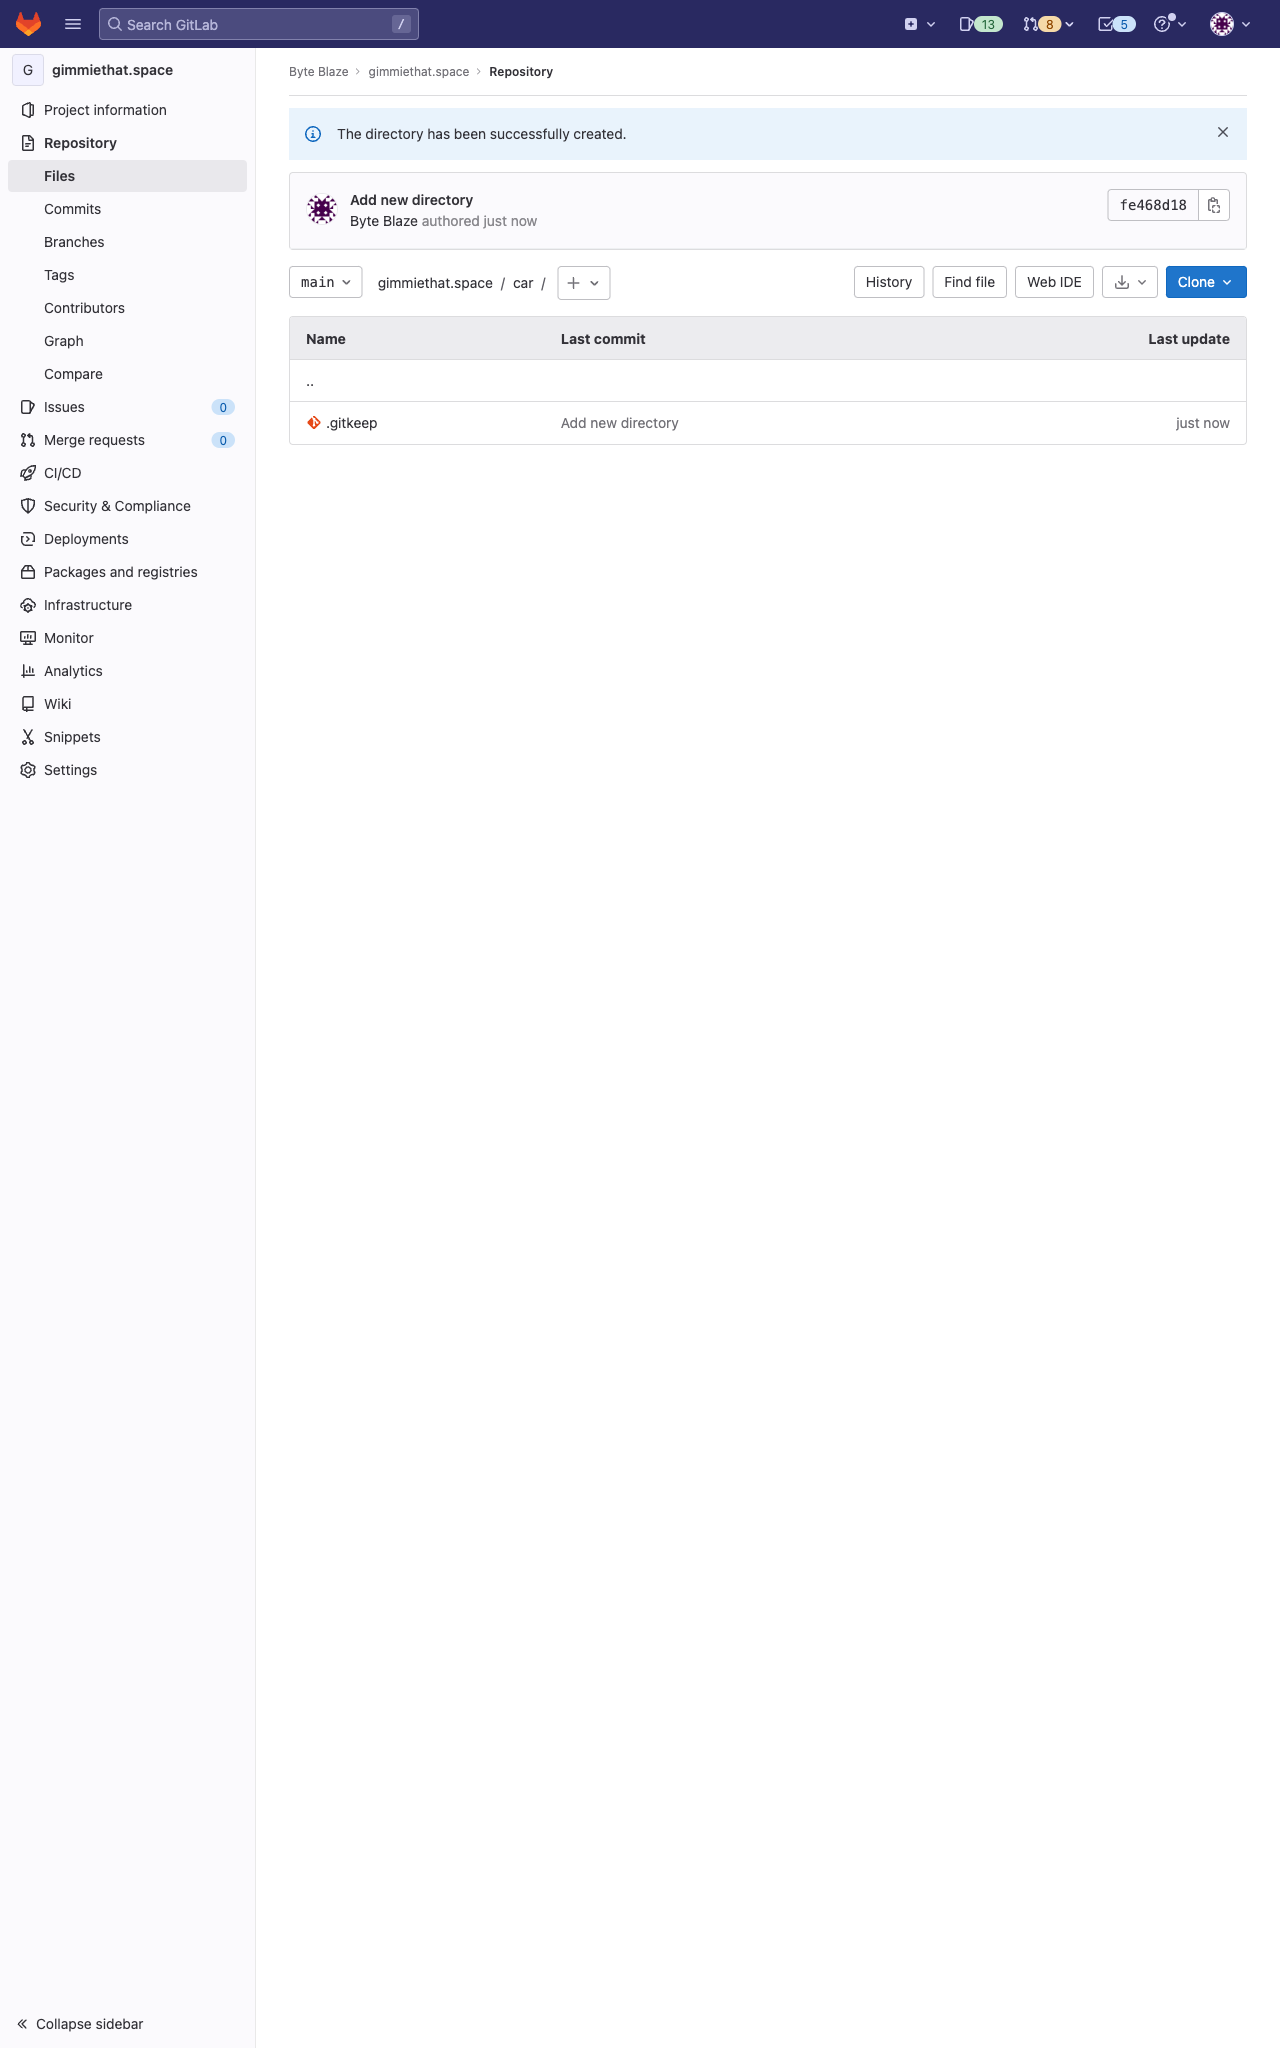 Search GitLab /
13
8
5
G gimmiethat.space
Project information
Repository
Files
Commits
Branches
Tags
Contributors
Graph
Compare
Issues 0
Merge requests 0
CI/CD
Security & Compliance
Deployments
Packages and registries
Infrastructure
Monitor
Analytics
Wiki
Snippets
Settings
Collapse sidebar
Byte Blaze > gimmiethat.space > Repository
The directory has been successfully created.
Add new directory
Byte Blaze authored just now
fe468d18
main gimmiethat.space / car / History Find file Web IDE Clone
Name Last commit Last update
..
.gitkeep Add new directory just now